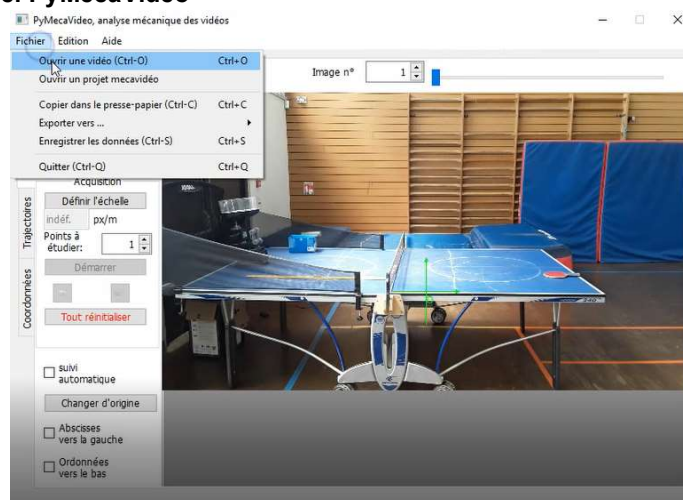 PyMecaVideo, analyse mécanique des vidéos
Fichier Edition Aide
Ouvrir une vidéo (Ctrl-O) Ctrl+O
Ouvrir un projet mecavidéo
Copier dans le presse-papier (Ctrl-C) Ctrl+C
Exporter vers ...
Enregistrer les données (Ctrl-S) Ctrl+S
Quitter (Ctrl-Q) Ctrl+Q
Image n° 1
Acquisition
Définir l'échelle
indéf. px/m
Points à
étudier: 1
Démarrer
Tout réinitialiser
Trajectoires
Coordonnées
suivi
automatique
Changer d'origine
Abscisses
vers la gauche
Ordonnées
vers le bas